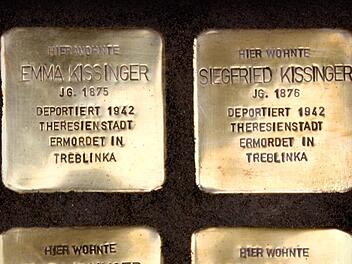 HIER WOHNTE
EMMA KISSINGER
JG. 1875
DEPORTIERT 1942
THERESIENSTADT
ERMORDET IN
TREBLINKA
HIER WOHNTE
SIEGFRIED KISSINGER
JG. 1876
DEPORTIERT 1942
THERESIENSTADT
ERMORDET IN
TREBLINKA
HIER WOHNTE
HIER WOHNTE